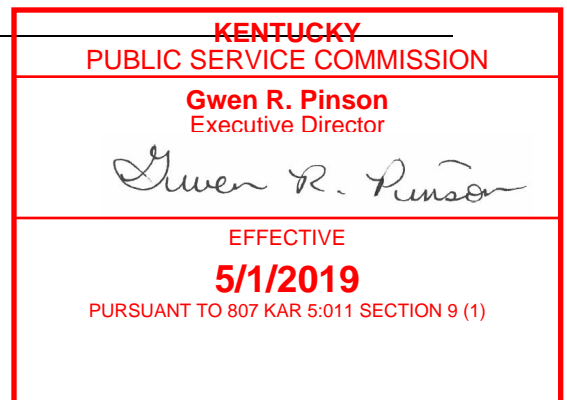 KENTUCKY
PUBLIC SERVICE COMMISSION
Gwen R. Pinson
Executive Director
Gwen R. Pinson
EFFECTIVE
5/1/2019
PURSUANT TO 807 KAR 5:011 SECTION 9 (1)